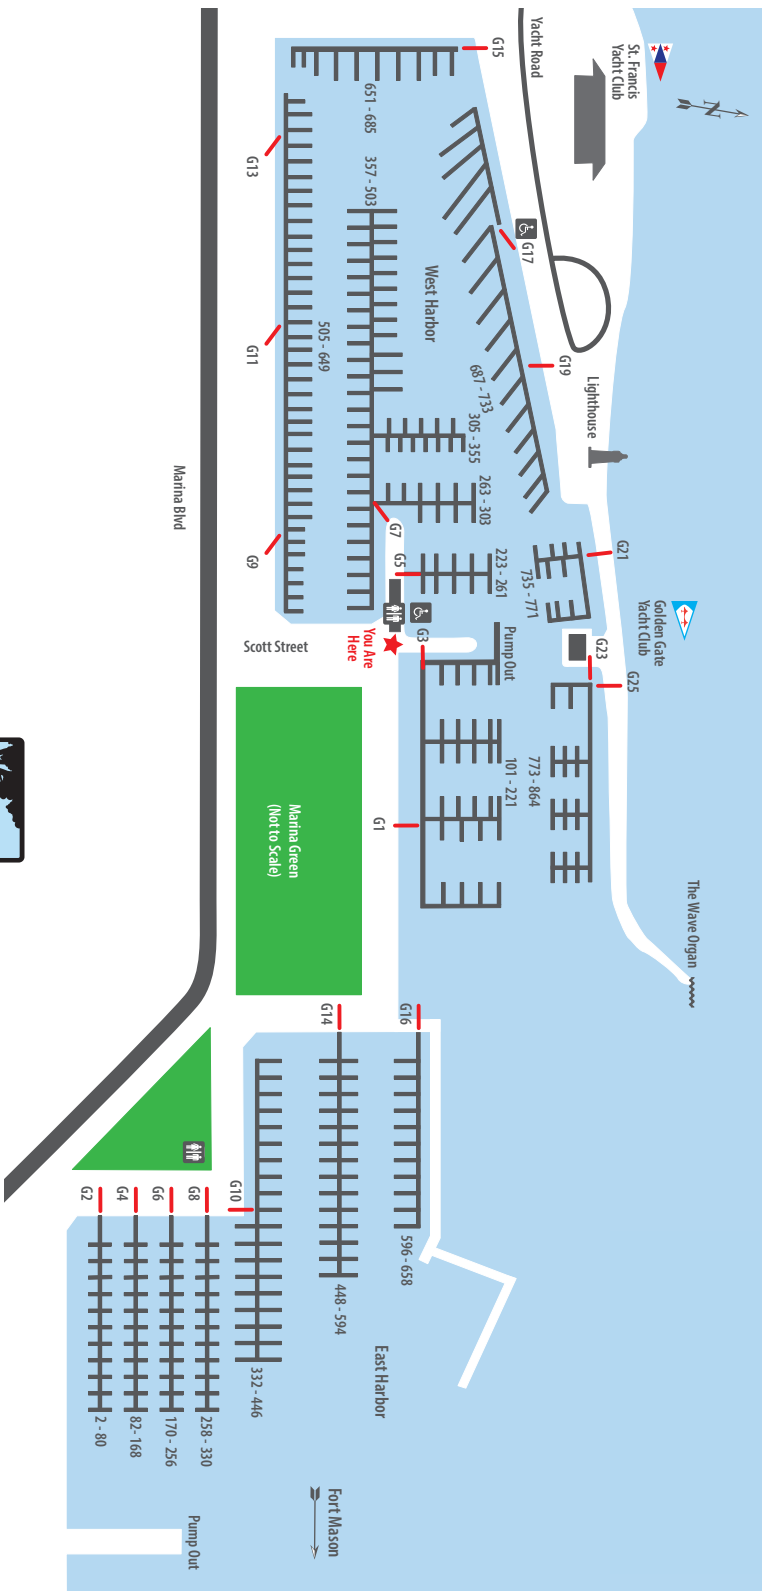 St. Francis
Yacht Club
N
Yacht Road
G15
651 - 685
G13
357 - 503
G17
West Harbor
505 - 649
G11
G19
687 - 733
Lighthouse
305 - 355
263 - 303
G7
G9
Marina Blvd
G5
223 - 261
G21
735 - 771
Golden Gate
Yacht Club
G23
G25
Pump Out
G3
You Are
Here
Scott Street
101 - 221
773 - 864
G1
Marina Green
(Not to Scale)
The Wave Organ
G16
G14
596 - 658
448 - 594
East Harbor
G10
332 - 446
G8
G6
G4
G2
258 - 330
170 - 256
82- 168
2 - 80
Fort Mason
Pump Out